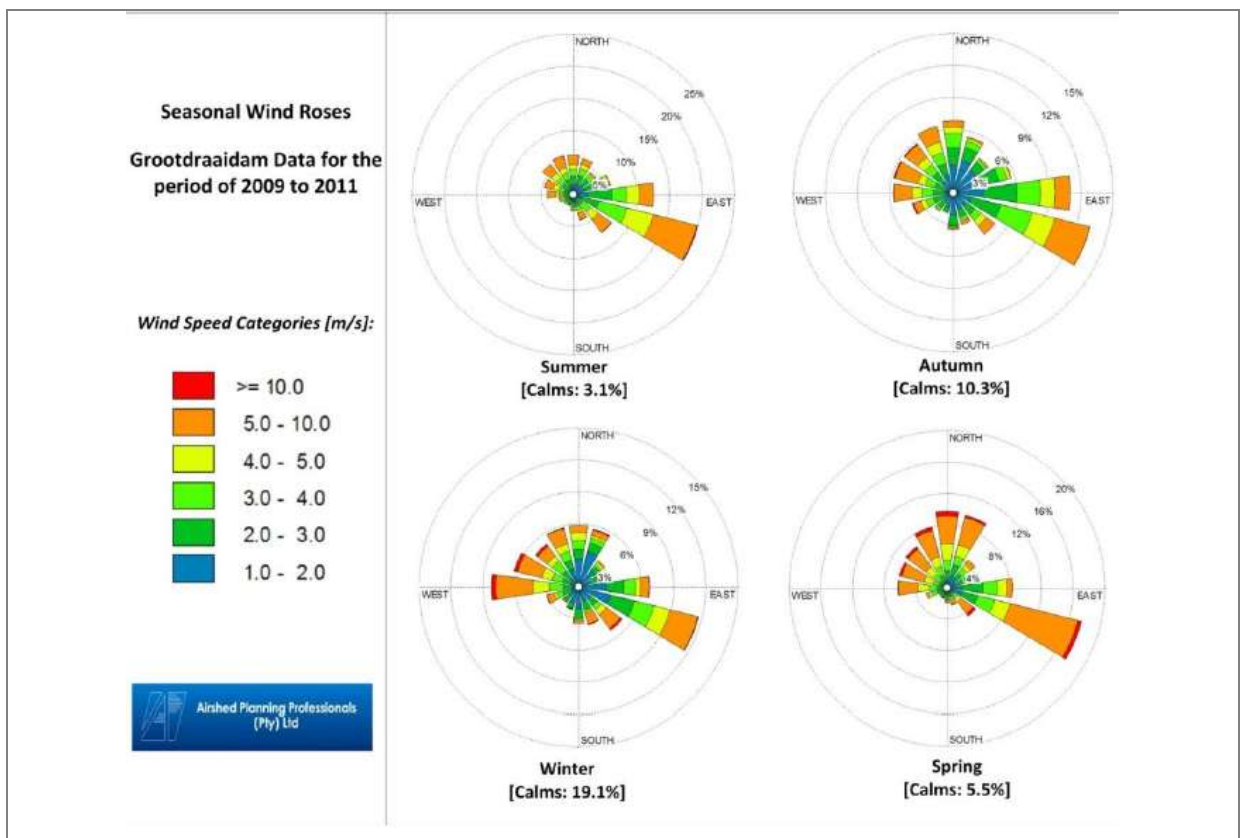 Seasonal Wind Roses
Grootdraaidam Data for the
period of 2009 to 2011
Wind Speed Categories [m/s]:
>= 10.0
5.0 - 10.0
4.0 - 5.0
3.0 - 4.0
2.0 - 3.0
1.0 - 2.0
Airshed Planning Professionals
(Pty) Ltd
NORTH
25%
20%
15%
10%
5%
WEST
EAST
SOUTH
Summer
[Calms: 3.1%]
NORTH
15%
12%
9%
6%
3%
WEST
EAST
SOUTH
Autumn
[Calms: 10.3%]
NORTH
15%
12%
9%
6%
3%
WEST
EAST
SOUTH
Winter
[Calms: 19.1%]
NORTH
20%
16%
12%
8%
4%
WEST
EAST
SOUTH
Spring
[Calms: 5.5%]